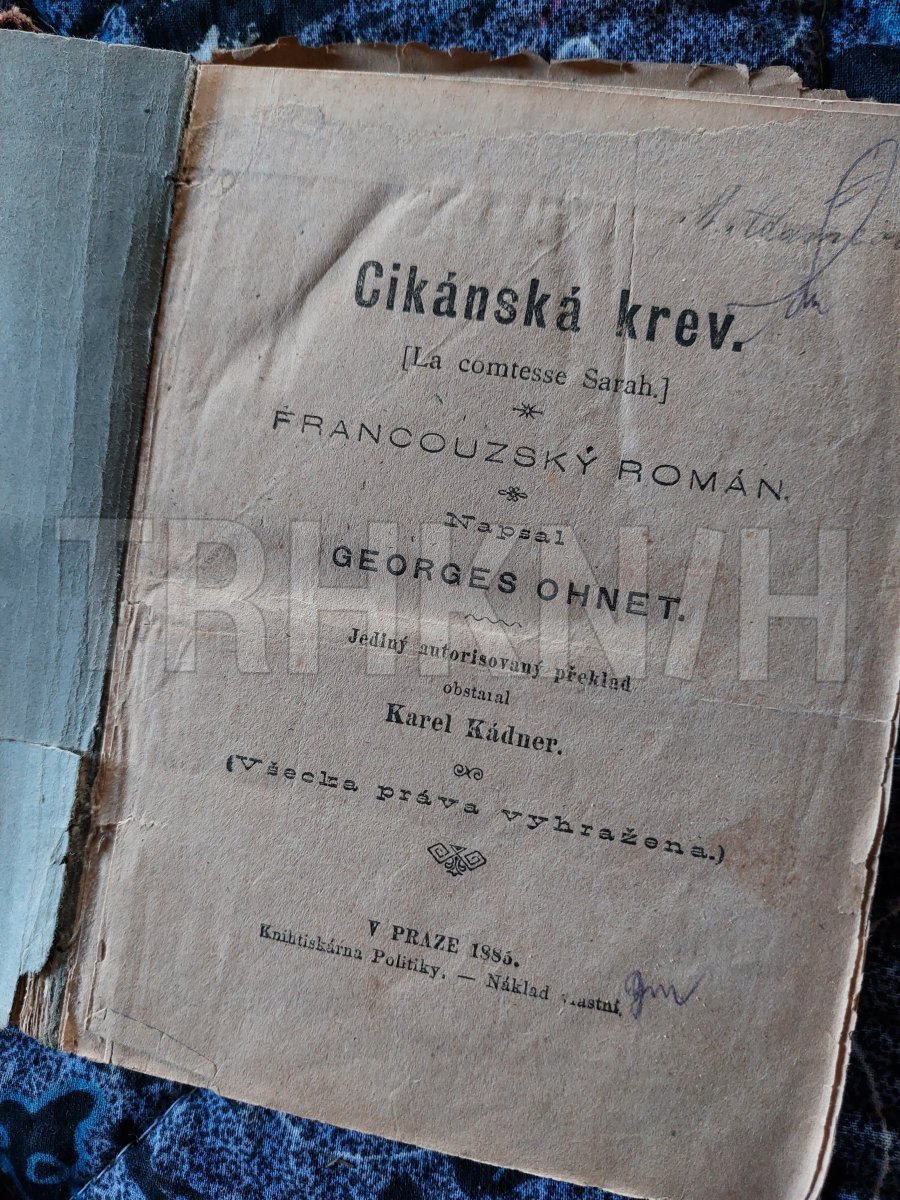 Cikánská krev.
[La comtesse Sarah.]
FRANCOUZSKÝ ROMÁN.
Napsal
GEORGES OHNET.
Jediný autorisovaný překlad
obstaral
Karel Kádner.
(Všecka práva vyhražena.)
V PRAZE 1885.
Knihtiskárna Politiky. — Náklad vlastní.
TRHKNIH